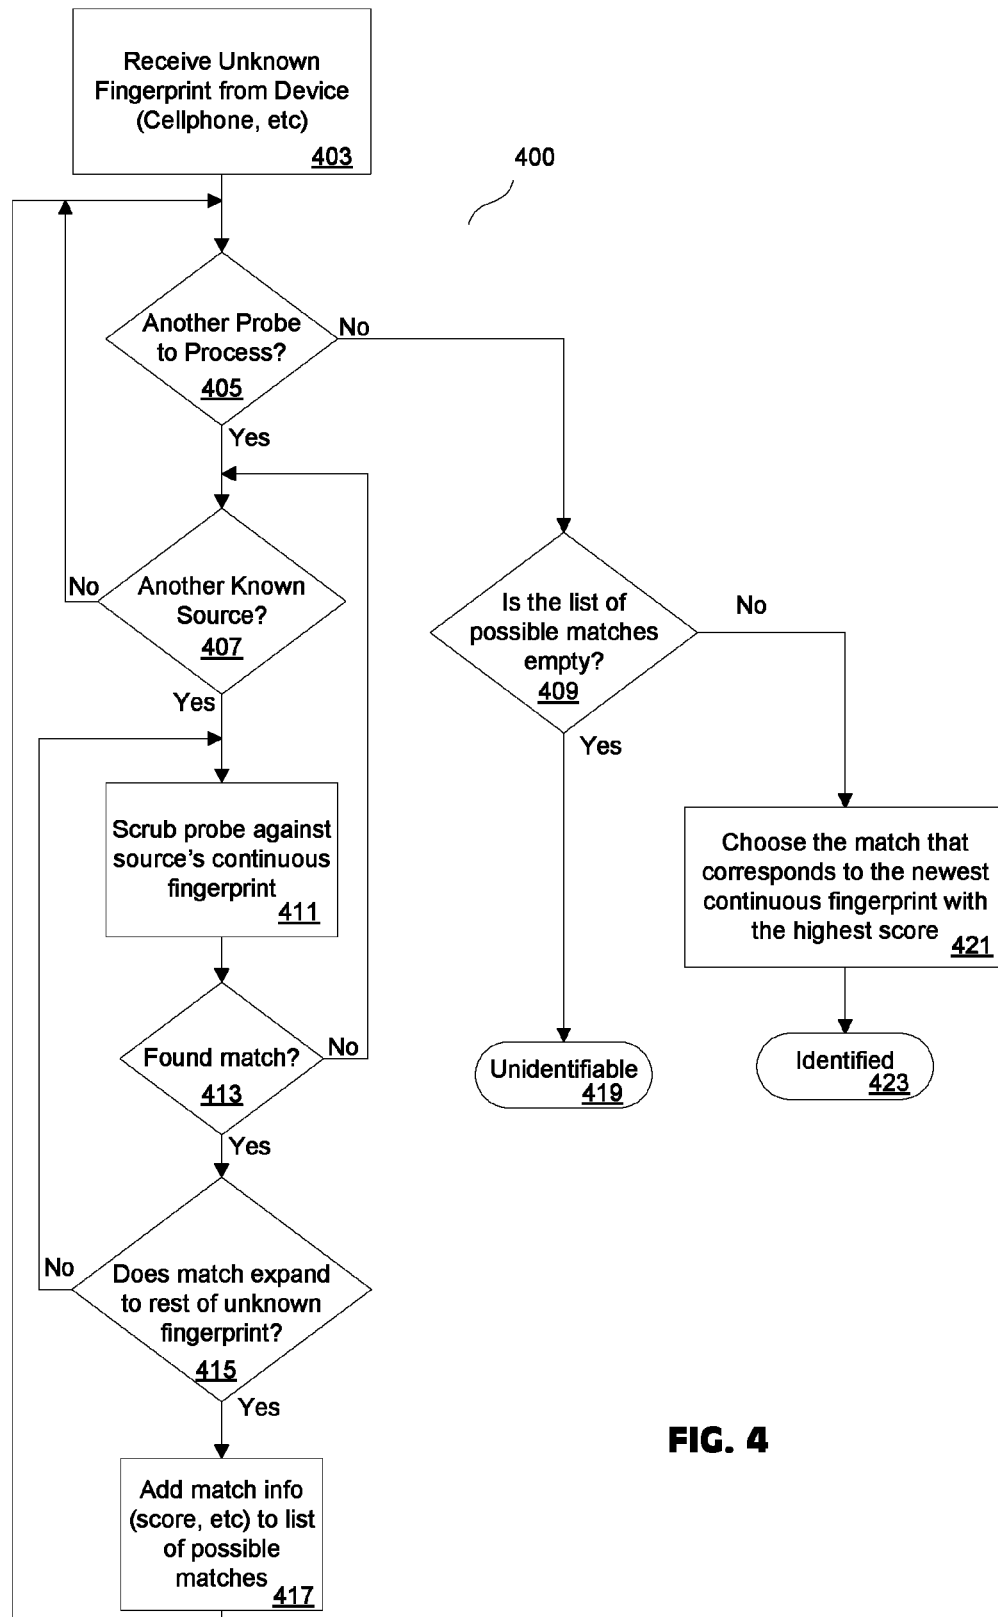 Receive Unknown
Fingerprint from Device
(Cellphone, etc)
403
400
Another Probe
to Process?
405
No
Yes
Another Known
Source?
407
No
Yes
Is the list of
possible matches
empty?
409
No
Yes
Scrub probe against
source's continuous
fingerprint
411
Choose the match that
corresponds to the newest
continuous fingerprint with
the highest score
421
Found match?
413
No
Yes
Unidentifiable
419
Identified
423
Does match expand
to rest of unknown
fingerprint?
415
No
Yes
Add match info
(score, etc) to list
of possible
matches
417
FIG. 4